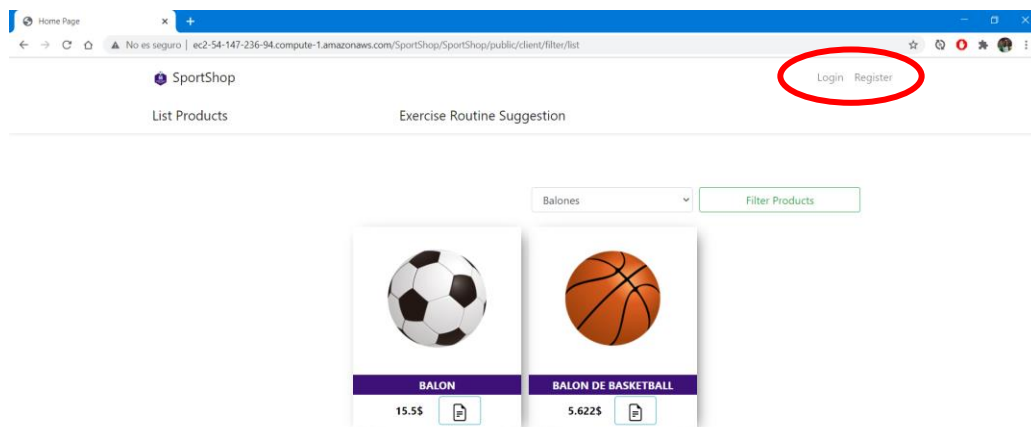 Home Page
No es seguro | ec2-54-147-236-94.compute-1.amazonaws.com/SportShop/SportShop/public/client/filter/list
SportShop
Login Register
List Products Exercise Routine Suggestion
Balones Filter Products
BALON BALON DE BASKETBALL
15.5$ 5.622$